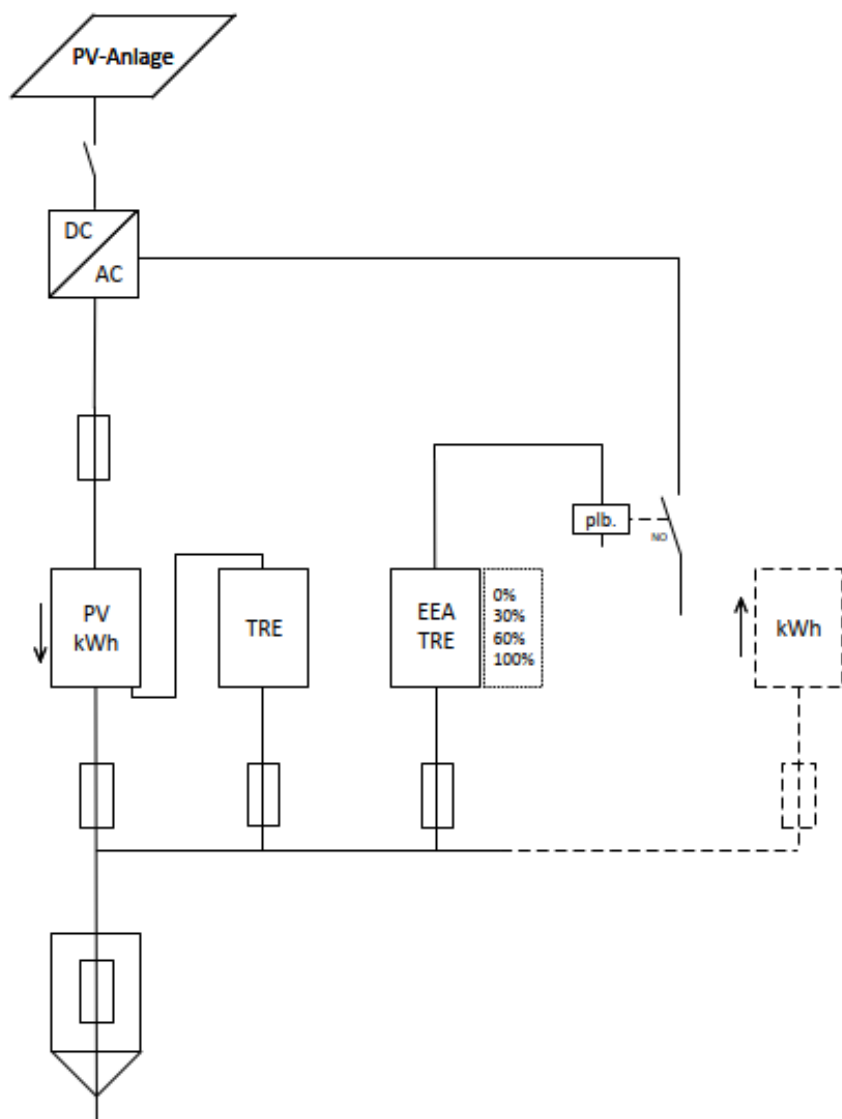 PV-Anlage
DC
AC
plb.
NO
PV
kWh
TRE
EEA
TRE
0%
30%
60%
100%
kWh